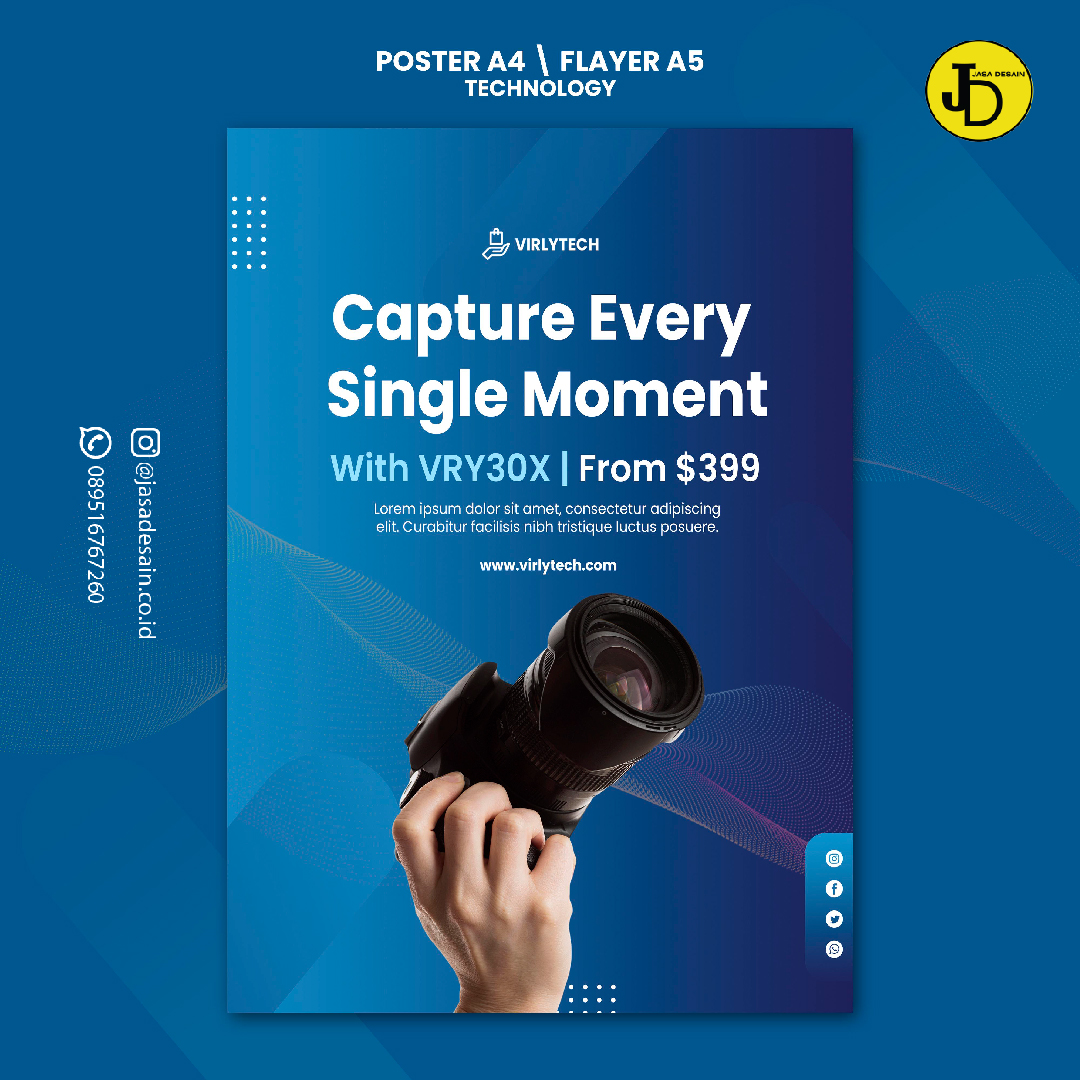 POSTER A4 \ FLAYER A5
TECHNOLOGY
JD
JASA DESAIN
VIRLYTECH
Capture Every
Single Moment
With VRY30X | From $399
Lorem ipsum dolor sit amet, consectetur adipiscing
elit. Curabitur facilisis nibh tristique luctus posuere.
www.virlytech.com
@jasadesain.co.id
089516767260